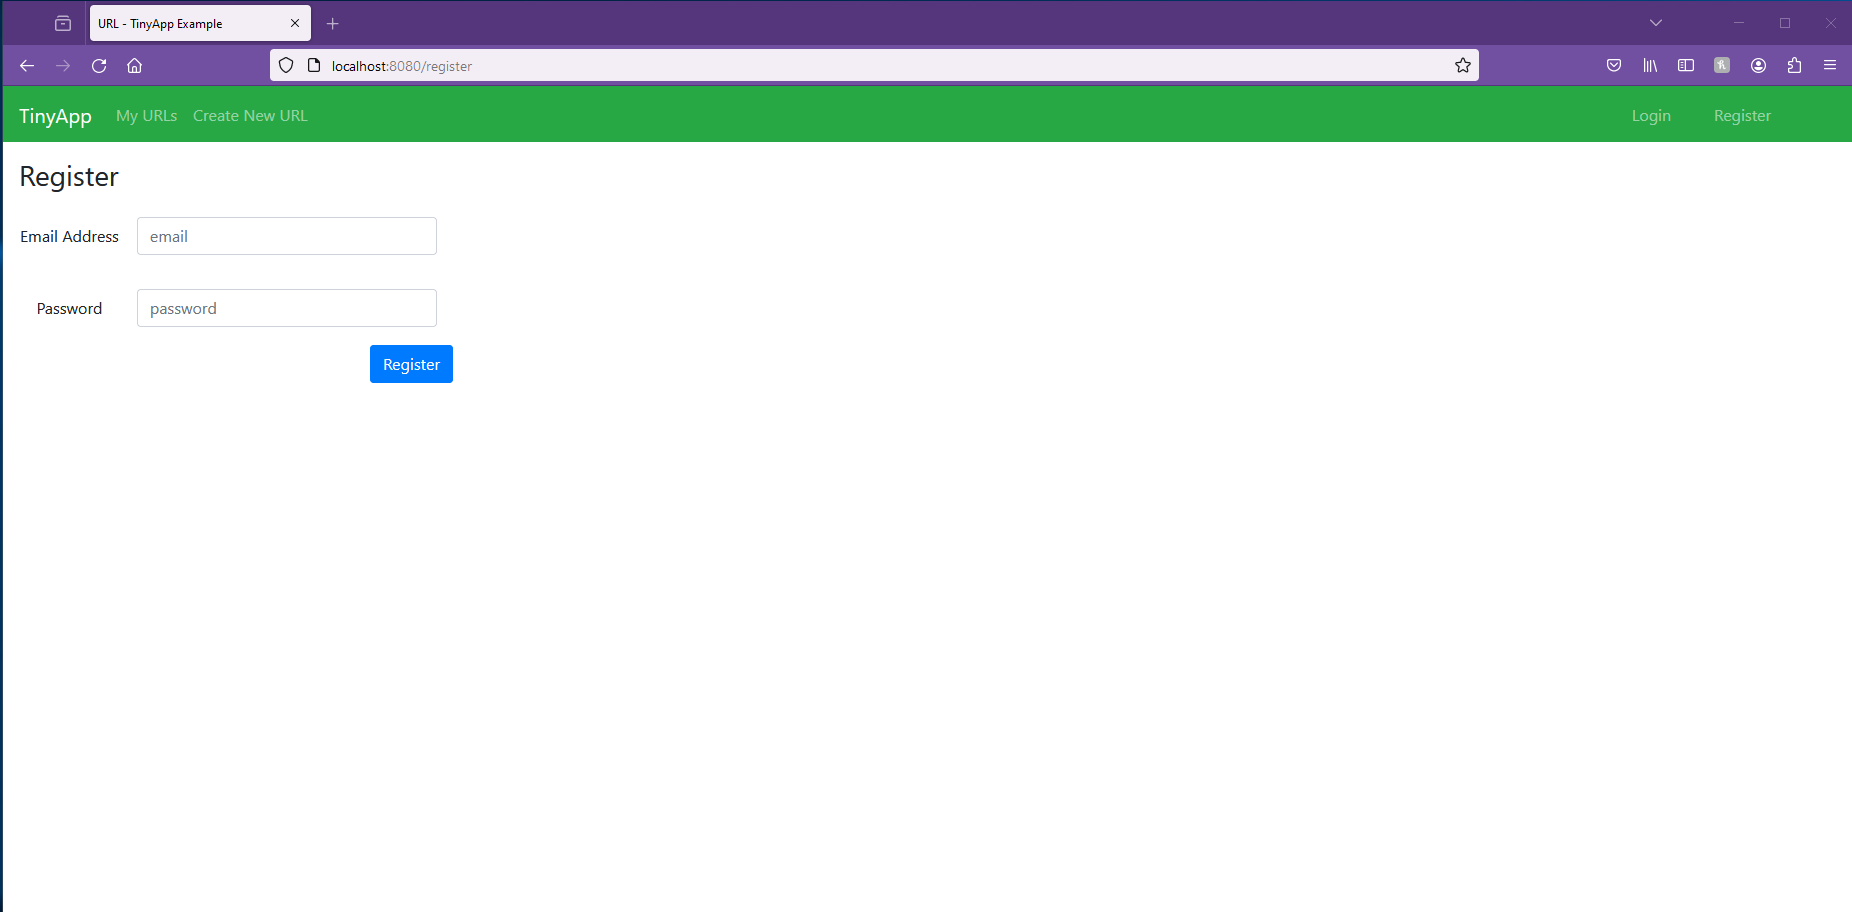 URL - TinyApp Example
localhost:8080/register
TinyApp My URLs Create New URL Login Register
Register
Email Address email
Password password
Register